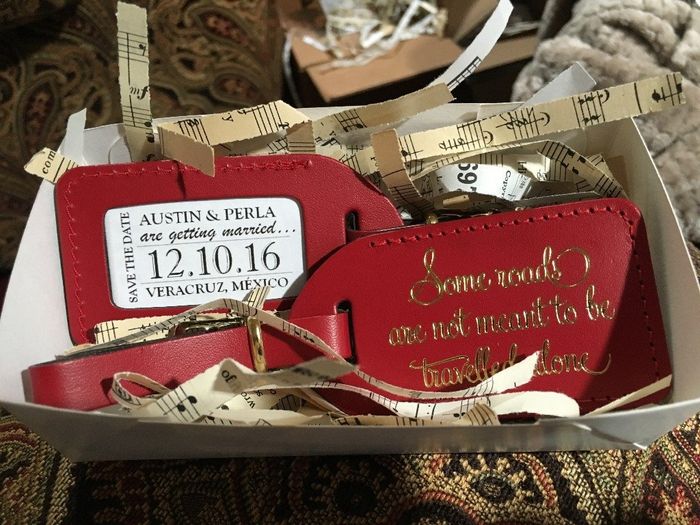 SAVE THE DATE
AUSTIN & PERLA
are getting married...
12.10.16
VERACRUZ, MÉXICO
Some roads
are not meant to be
travelled alone